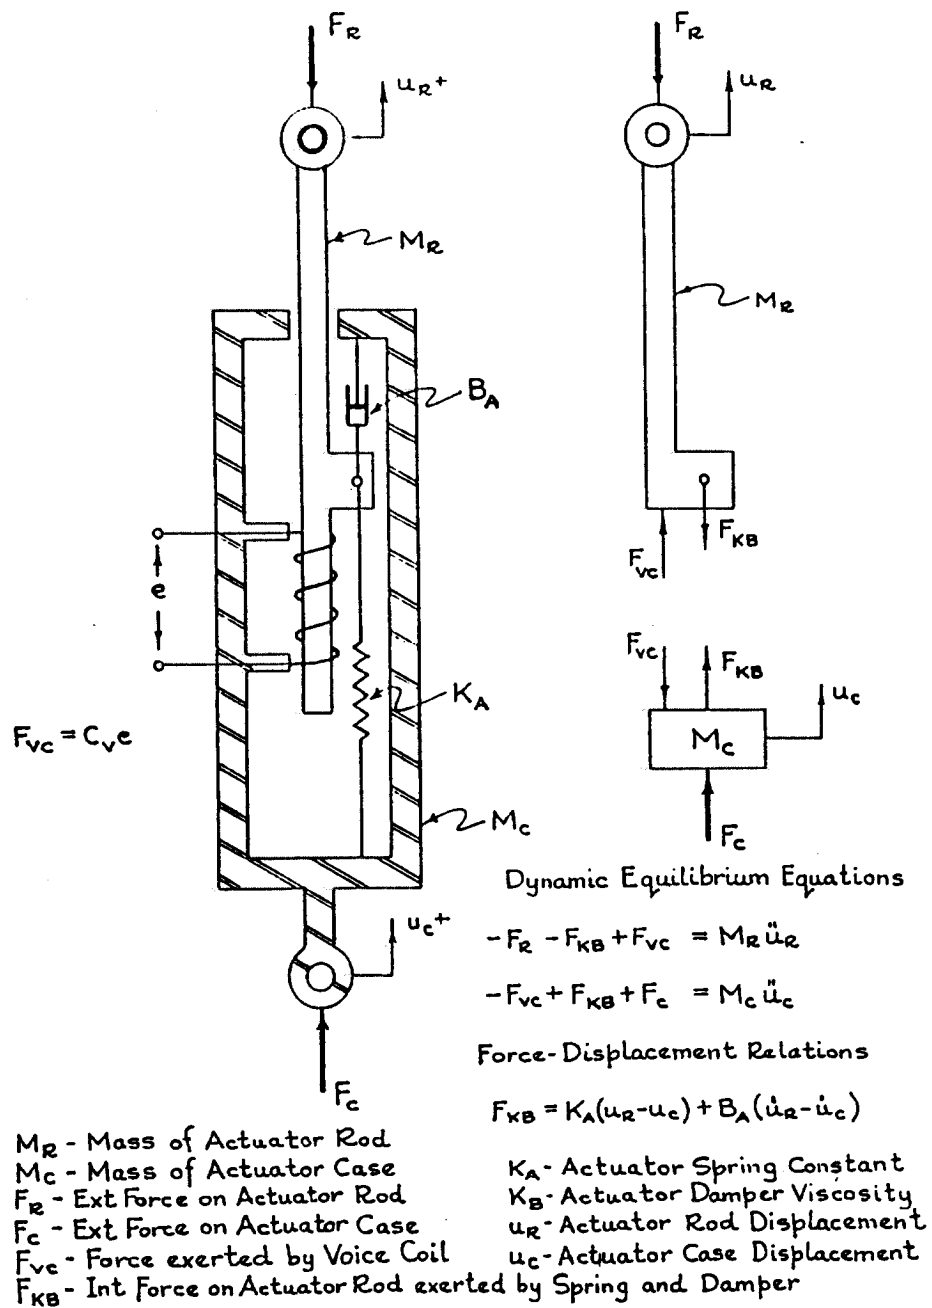 F_R
u_R+
M_R
B_A
e
K_A
F_VC = C_V e
M_C
u_C+
F_C
F_R
u_R
M_R
F_KB
F_VC
F_VC
F_KB
u_C
M_C
F_C
Dynamic Equilibrium Equations
-F_R - F_KB + F_VC = M_R ü_R
-F_VC + F_KB + F_C = M_C ü_C
Force-Displacement Relations
F_KB = K_A(u_R - u_C) + B_A(u̇_R - u̇_C)
M_R - Mass of Actuator Rod
M_C - Mass of Actuator Case
F_R - Ext Force on Actuator Rod
F_C - Ext Force on Actuator Case
F_VC - Force exerted by Voice Coil
F_KB - Int Force on Actuator Rod exerted by Spring and Damper
K_A - Actuator Spring Constant
K_B - Actuator Damper Viscosity
u_R - Actuator Rod Displacement
u_C - Actuator Case Displacement